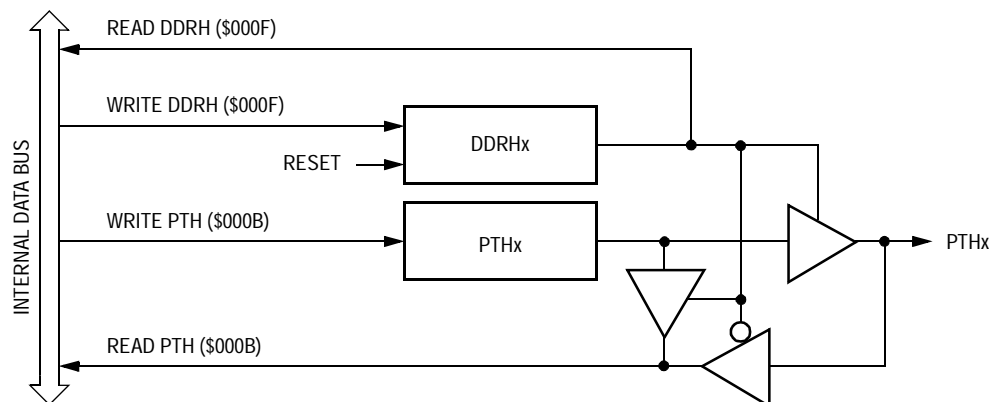 READ DDRH ($000F)
WRITE DDRH ($000F)
DDRHx
RESET
INTERNAL DATA BUS
WRITE PTH ($000B)
PTHx
PTHx
READ PTH ($000B)